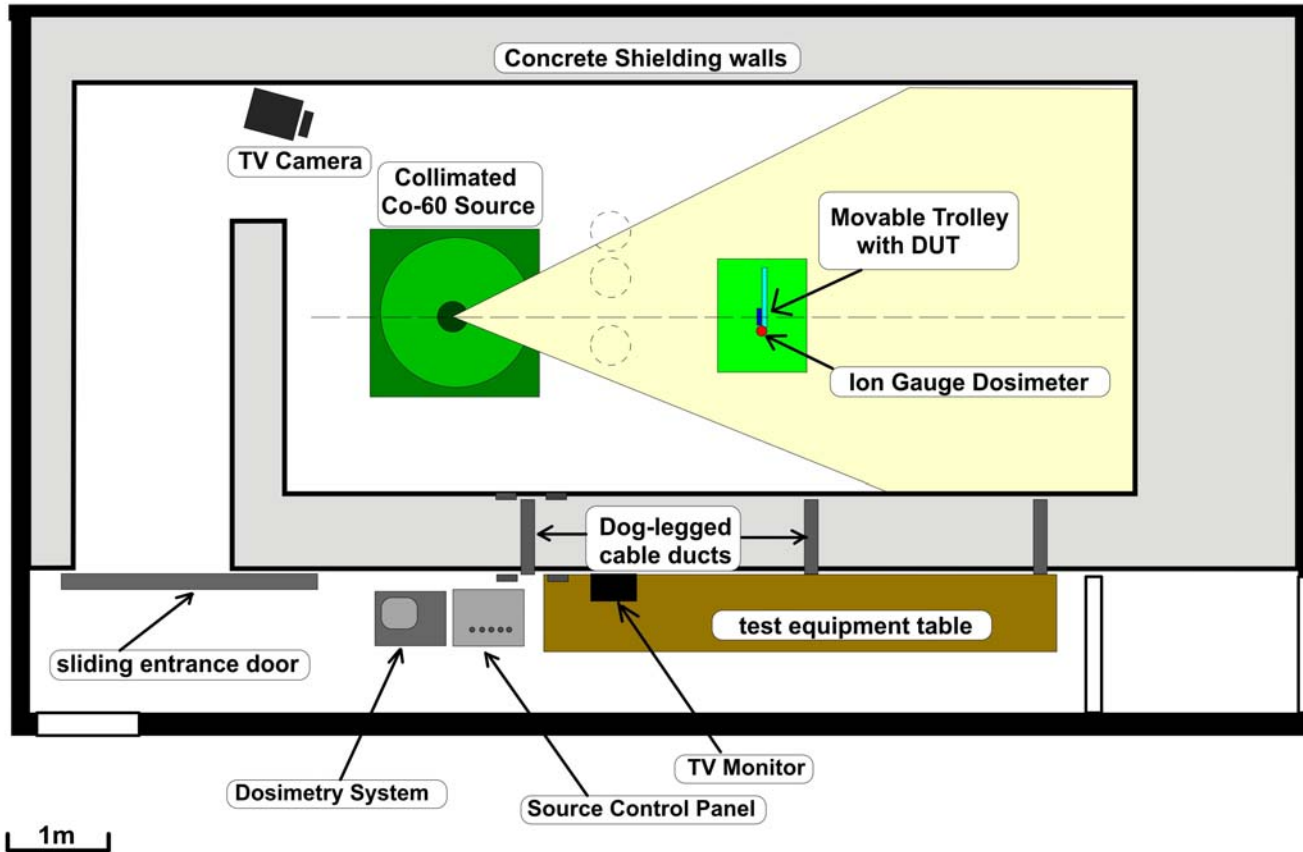 Concrete Shielding walls
TV Camera
Collimated
Co-60 Source
Movable Trolley
with DUT
Ion Gauge Dosimeter
Dog-legged
cable ducts
test equipment table
sliding entrance door
TV Monitor
Dosimetry System
Source Control Panel
1m